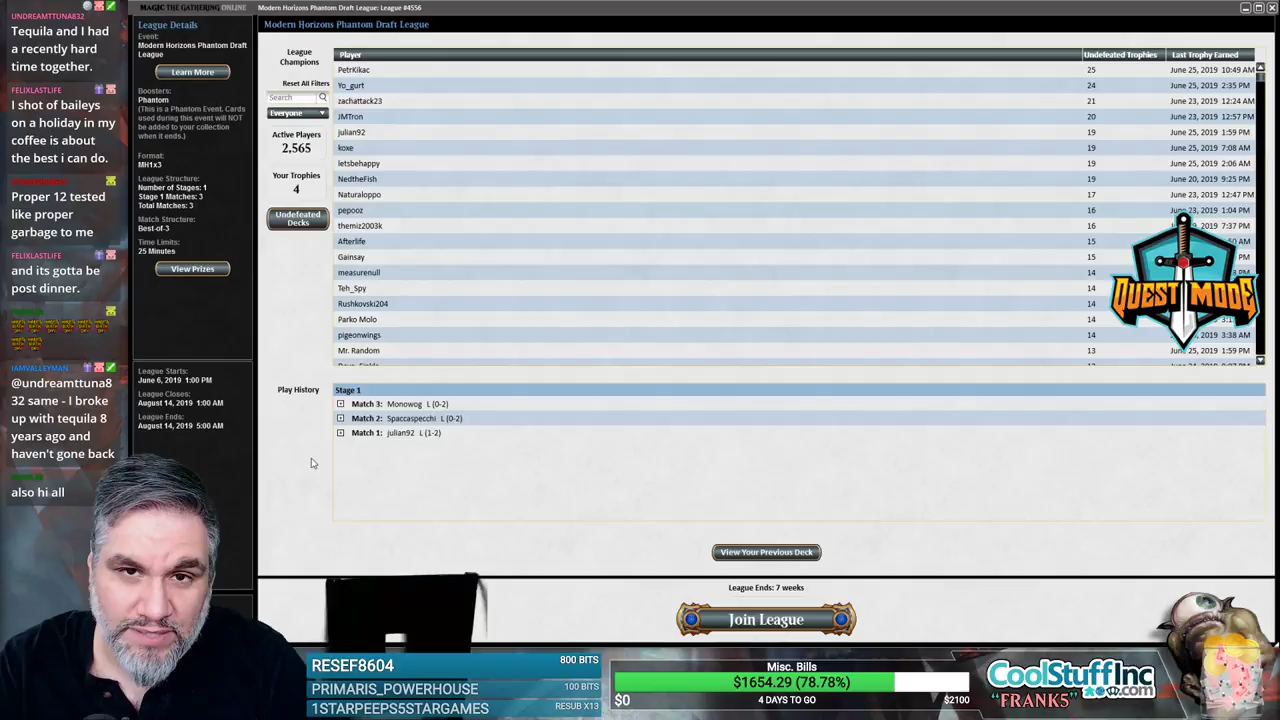 UNDREAMTTUNA832
Tequila and I had
a recently hard
time together.
FELIXLASTLIFE
I shot of baileys
on a holiday in my
coffee is about
the best i can do.
Proper 12 tested
like proper
garbage to me
FELIXLASTLIFE
and its gotta be
post dinner.
IAMVALLEYMAN
@undreamttuna8
32 same - I broke
up with tequila 8
years ago and
haven't gone back
also hi all
MAGIC THE GATHERING ONLINE
Modern Horizons Phantom Draft League: League #4556
League Details
Event:
Modern Horizons Phantom Draft
League
Learn More
Boosters:
Phantom
(This is a Phantom Event. Cards
used during this event will NOT
be added to your collection
when it ends.)
Format:
MH1x3
League Structure:
Number of Stages: 1
Stage 1 Matches: 3
Total Matches: 3
Match Structure:
Best-of-3
Time Limits:
25 Minutes
View Prizes
League Starts:
June 6, 2019 1:00 PM
League Closes:
August 14, 2019 1:00 AM
League Ends:
August 14, 2019 5:00 AM
Modern Horizons Phantom Draft League
League
Champions
Reset All Filters
Search
Everyone
Active Players
2,565
Your Trophies
4
Undefeated
Decks
Player Undefeated Trophies Last Trophy Earned
PetrKikac 25 June 25, 2019 10:49 AM
Yo_gurt 24 June 25, 2019 2:35 PM
zachattack23 21 June 23, 2019 12:24 AM
JMTron 20 June 23, 2019 12:57 PM
julian92 19 June 25, 2019 1:59 PM
koxe 19 June 25, 2019 7:08 AM
letsbehappy 19 June 25, 2019 2:06 AM
NedtheFish 19 June 20, 2019 9:25 PM
Naturaloppo 17 June 23, 2019 12:47 PM
pepooz 16 June 23, 2019 1:04 PM
themiz2003k 16 7:37 PM
Afterlife 15 AM
Gainsay 15 PM
measurenull 14
Teh_Spy 14
Rushkovski204 14
Parko Molo 14
pigeonwings 14 3:38 AM
Mr. Random 13 June 25, 2019 1:59 PM
QUEST MODE
Play History
Stage 1
Match 3: Monowog L (0-2)
Match 2: Spaccaspecchi L (0-2)
Match 1: julian92 L (1-2)
View Your Previous Deck
League Ends: 7 weeks
Join League
RESEF8604 800 BITS
PRIMARIS_POWERHOUSE 100 BITS
1STARPEEPS5STARGAMES RESUB X13
Misc. Bills
$1654.29 (78.78%)
$0 4 DAYS TO GO $2100
CoolStuffInc
.com
"FRANK5"